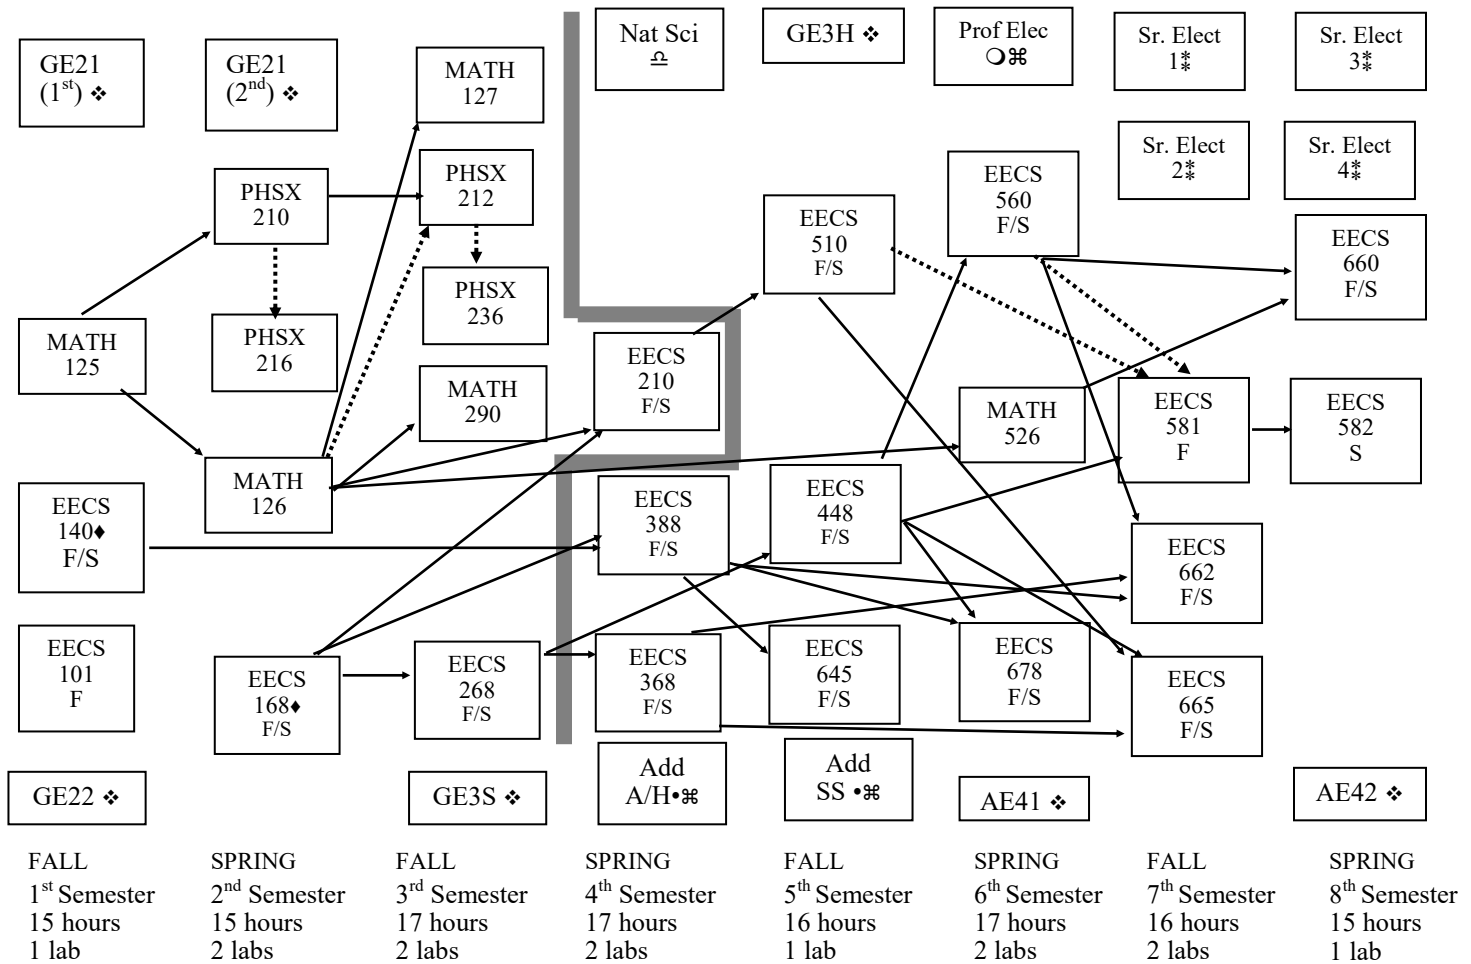 GE21
(1st) ❖
GE22 ❖
MATH
125
EECS
140♦
F/S
EECS
101
F
FALL
1st Semester
15 hours
1 lab
GE21
(2nd) ❖
PHSX
210
PHSX
216
MATH
126
EECS
168♦
F/S
SPRING
2nd Semester
15 hours
2 labs
MATH
127
PHSX
212
PHSX
236
MATH
290
EECS
268
F/S
GE3S ❖
FALL
3rd Semester
17 hours
2 labs
Nat Sci
♎
EECS
210
F/S
EECS
388
F/S
EECS
368
F/S
Add
A/H•⌘
SPRING
4th Semester
17 hours
2 labs
GE3H ❖
EECS
510
F/S
EECS
448
F/S
EECS
645
F/S
Add
SS •⌘
FALL
5th Semester
16 hours
1 lab
Prof Elec
❍⌘
EECS
560
F/S
MATH
526
EECS
678
F/S
AE41 ❖
SPRING
6th Semester
17 hours
2 labs
Sr. Elect
1⁑
Sr. Elect
2⁑
EECS
581
F
EECS
662
F/S
EECS
665
F/S
FALL
7th Semester
16 hours
2 labs
Sr. Elect
3⁑
Sr. Elect
4⁑
EECS
660
F/S
EECS
582
S
AE42 ❖
SPRING
8th Semester
15 hours
1 lab